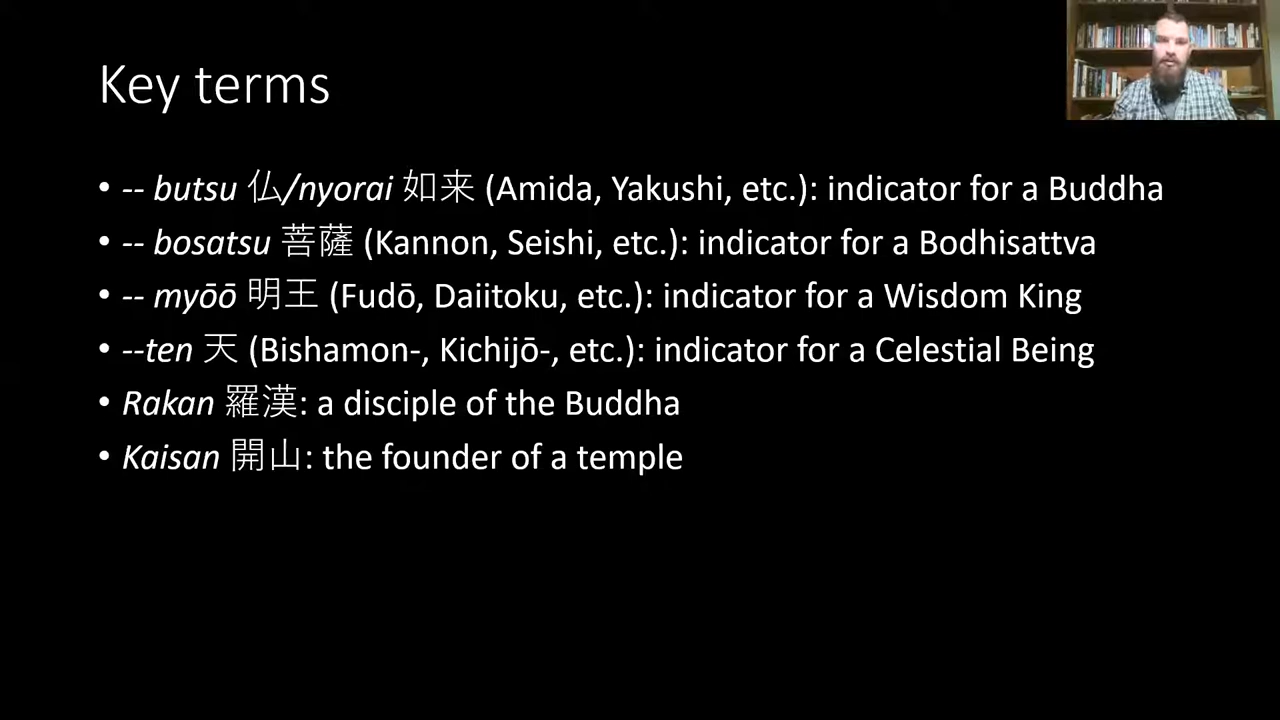 Key terms
• -- butsu 仏/nyorai 如来 (Amida, Yakushi, etc.): indicator for a Buddha
• -- bosatsu 菩薩 (Kannon, Seishi, etc.): indicator for a Bodhisattva
• -- myōō 明王 (Fudō, Daiitoku, etc.): indicator for a Wisdom King
• --ten 天 (Bishamon-, Kichijō-, etc.): indicator for a Celestial Being
• Rakan 羅漢: a disciple of the Buddha
• Kaisan 開山: the founder of a temple